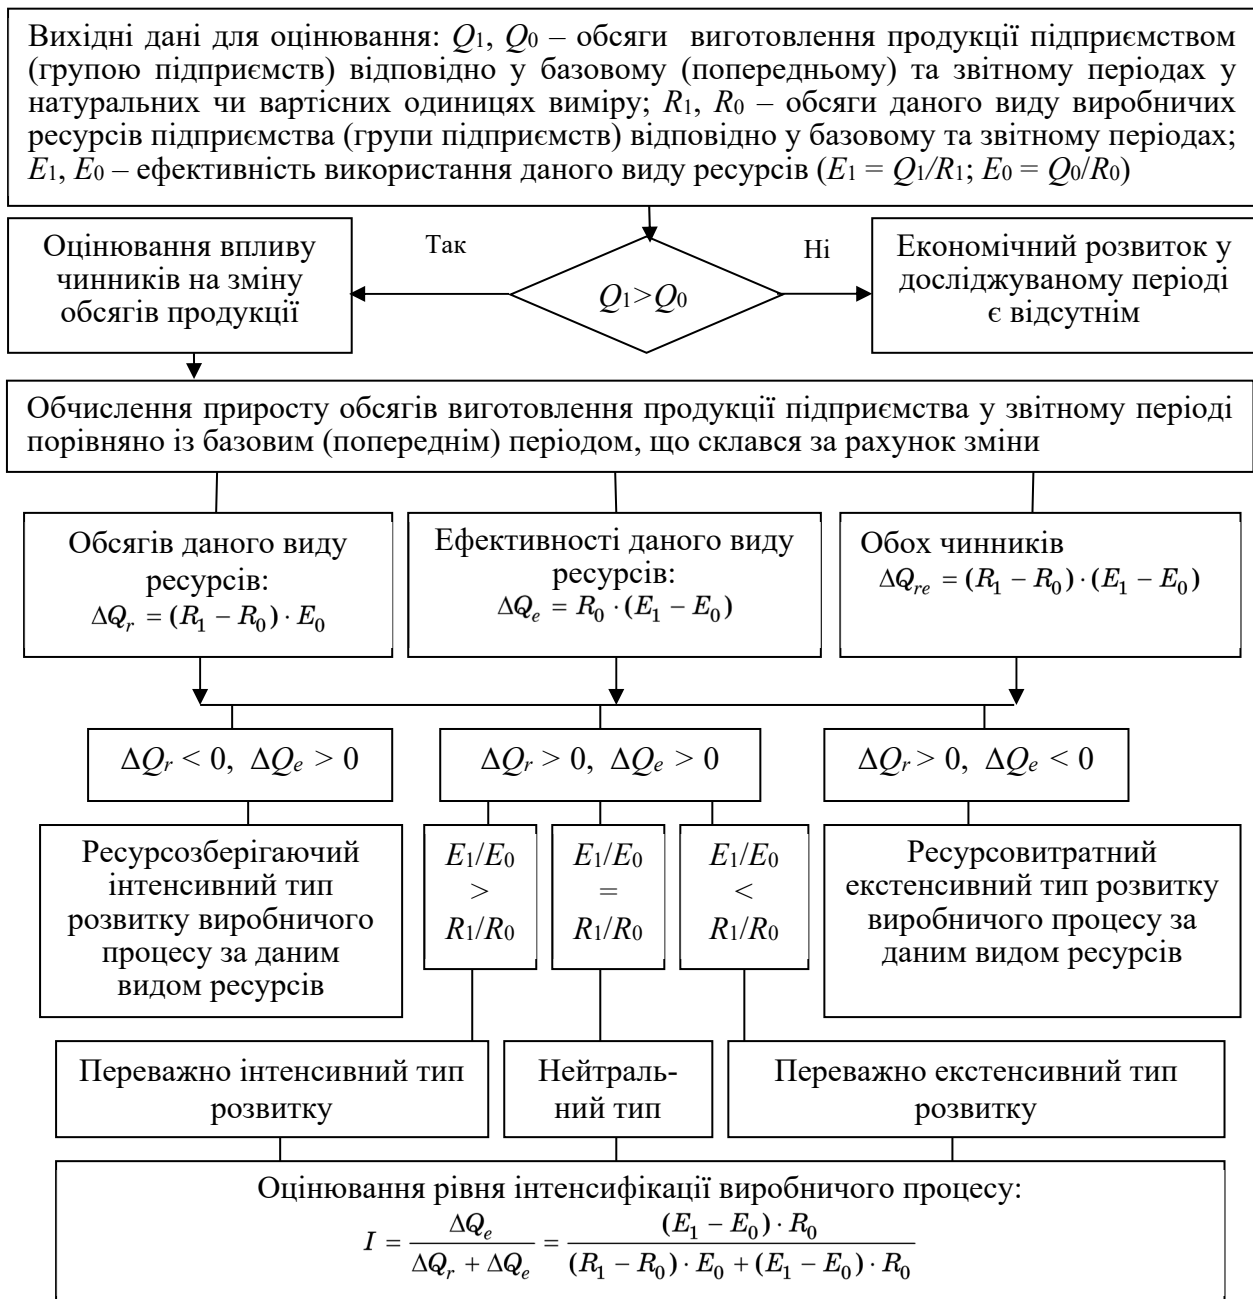 Вихідні дані для оцінювання: Q1, Q0 – обсяги виготовлення продукції підприємством
(групою підприємств) відповідно у базовому (попередньому) та звітному періодах у
натуральних чи вартісних одиницях виміру; R1, R0 – обсяги даного виду виробничих
ресурсів підприємства (групи підприємств) відповідно у базовому та звітному періодах;
E1, E0 – ефективність використання даного виду ресурсів (E1 = Q1/R1; E0 = Q0/R0)
Оцінювання впливу
чинників на зміну
обсягів продукції
Так
Q1>Q0
Ні
Економічний розвиток у
досліджуваному періоді
є відсутнім
Обчислення приросту обсягів виготовлення продукції підприємства у звітному періоді
порівняно із базовим (попереднім) періодом, що склався за рахунок зміни
Обсягів даного виду
ресурсів:
ΔQr = (R1 − R0) · E0
Ефективності даного виду
ресурсів:
ΔQe = R0 · (E1 − E0)
Обох чинників
ΔQre = (R1 − R0) · (E1 − E0)
ΔQr < 0, ΔQe > 0
ΔQr > 0, ΔQe > 0
ΔQr > 0, ΔQe < 0
Ресурсозберігаючий
інтенсивний тип
розвитку виробничого
процесу за даним
видом ресурсів
E1/E0
>
R1/R0
E1/E0
=
R1/R0
E1/E0
<
R1/R0
Ресурсовитратний
екстенсивний тип розвитку
виробничого процесу за
даним видом ресурсів
Переважно інтенсивний тип
розвитку
Нейтраль-
ний тип
Переважно екстенсивний тип
розвитку
Оцінювання рівня інтенсифікації виробничого процесу:
I = ΔQe / (ΔQr + ΔQe) = (E1 − E0) · R0 / ((R1 − R0) · E0 + (E1 − E0) · R0)